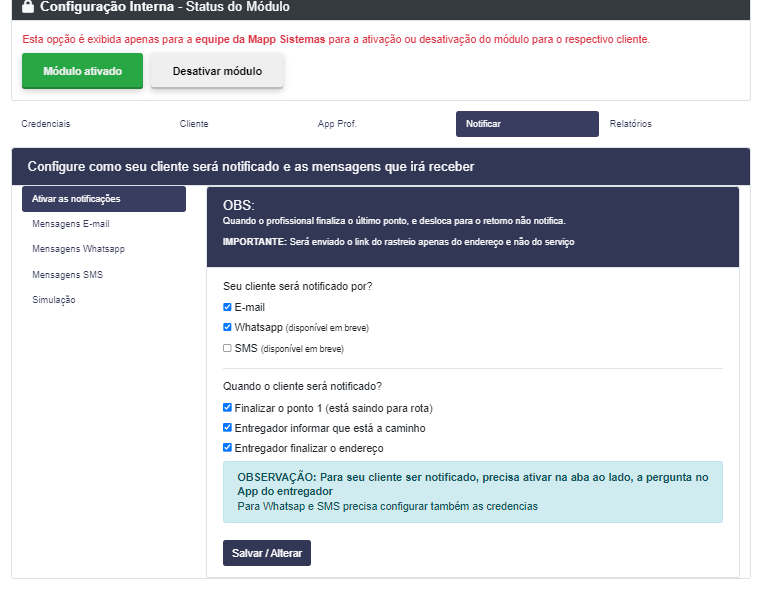 Configuração Interna - Status do Módulo
Esta opção é exibida apenas para a equipe da Mapp Sistemas para a ativação ou desativação do módulo para o respectivo cliente.
Módulo ativado
Desativar módulo
Credenciais
Cliente
App Prof.
Notificar
Relatórios
Configure como seu cliente será notificado e as mensagens que irá receber
Ativar as notificações
Mensagens E-mail
Mensagens Whatsapp
Mensagens SMS
Simulação
OBS:
Quando o profissional finaliza o último ponto, e desloca para o retorno não notifica.
IMPORTANTE: Será enviado o link do rastreio apenas do endereço e não do serviço
Seu cliente será notificado por?
E-mail
Whatsapp (disponível em breve)
SMS (disponível em breve)
Quando o cliente será notificado?
Finalizar o ponto 1 (está saindo para rota)
Entregador informar que está a caminho
Entregador finalizar o endereço
OBSERVAÇÃO: Para seu cliente ser notificado, precisa ativar na aba ao lado, a pergunta no
App do entregador
Para Whatsap e SMS precisa configurar também as credencias
Salvar / Alterar